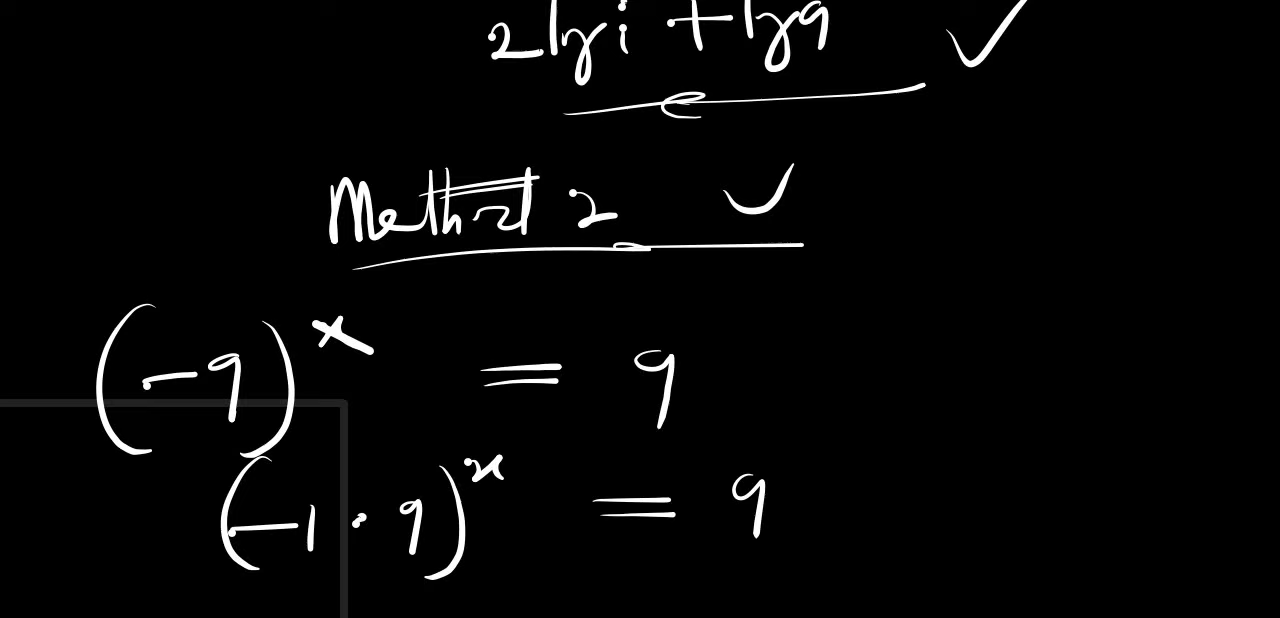 2lgi + lg9
Method 2
(-9)^x = 9
(-1·9)^x = 9